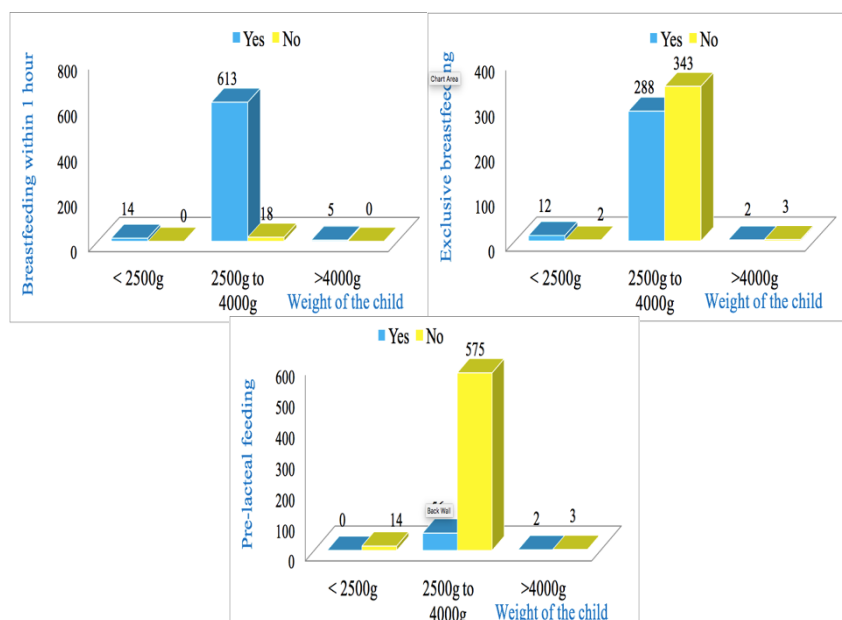 Yes No
Breastfeeding within 1 hour
800
600
400
200
0
613
14
0
18
5
0
< 2500g
2500g to
4000g
>4000g
Weight of the child
Yes No
Chart Area
Exclusive breastfeeding
400
300
200
100
0
288
343
12
2
2
3
< 2500g
2500g to
4000g
>4000g
Weight of the child
Yes No
Pre-lacteal feeding
600
500
400
300
200
100
0
575
0
14
Back Wall
2
3
< 2500g
2500g to
4000g
>4000g
Weight of the child